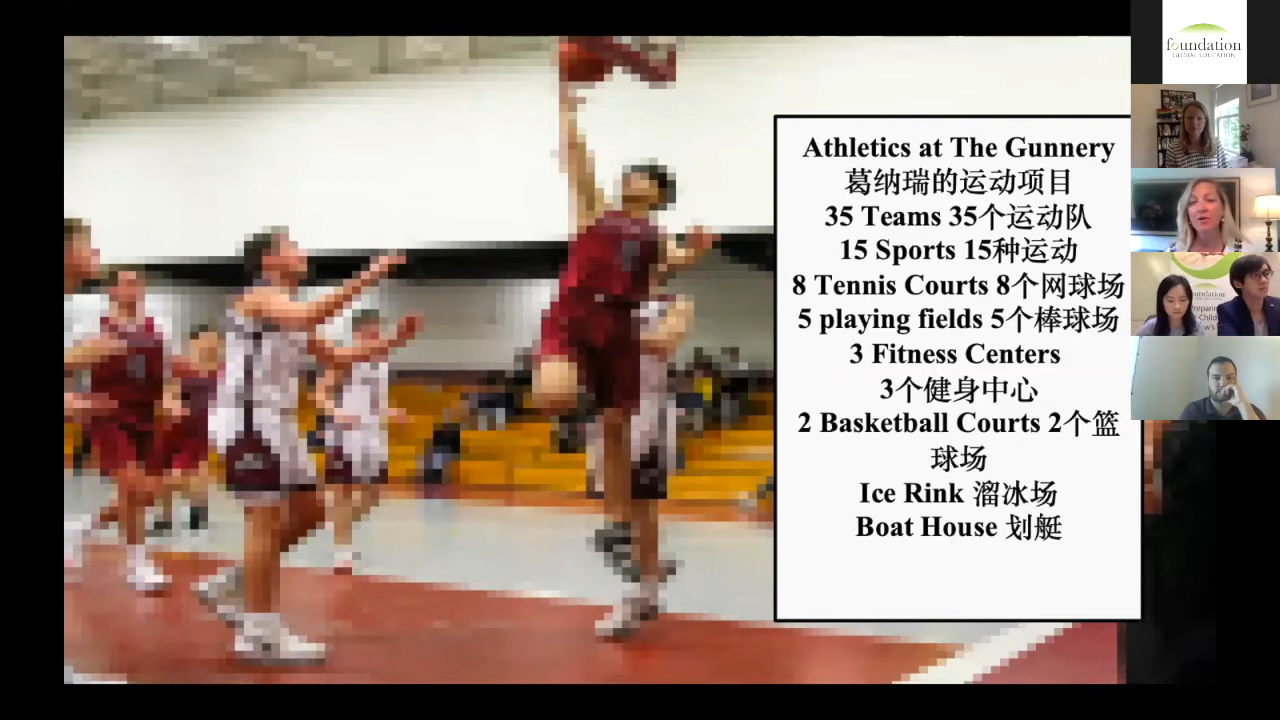 Athletics at The Gunnery
葛纳瑞的运动项目
35 Teams 35个运动队
15 Sports 15种运动
8 Tennis Courts 8个网球场
5 playing fields 5个棒球场
3 Fitness Centers
3个健身中心
2 Basketball Courts 2个篮
球场
Ice Rink 溜冰场
Boat House 划艇
foundation
GLOBAL EDUCATION